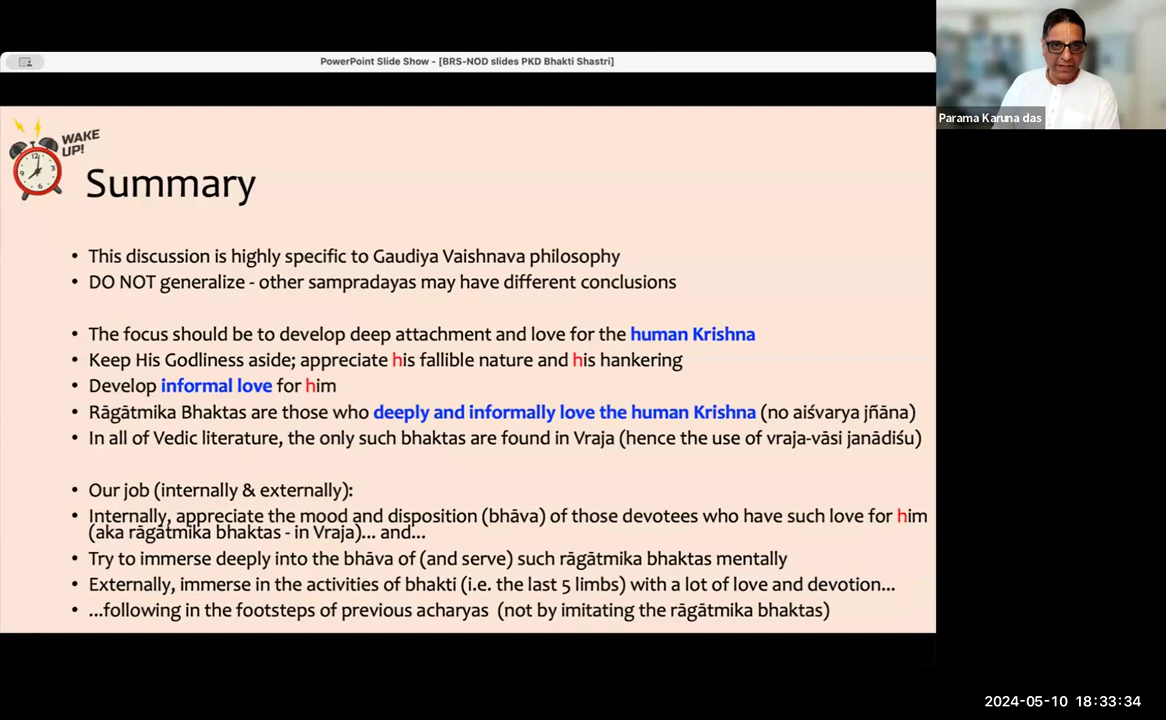 PowerPoint Slide Show - [BRS-NOD slides PKD Bhakti Shastri]
Parama Karuna das
WAKE
UP!
Summary
• This discussion is highly specific to Gaudiya Vaishnava philosophy
• DO NOT generalize - other sampradayas may have different conclusions
• The focus should be to develop deep attachment and love for the human Krishna
• Keep His Godliness aside; appreciate his fallible nature and his hankering
• Develop informal love for him
• Rāgātmika Bhaktas are those who deeply and informally love the human Krishna (no aiśvarya jñāna)
• In all of Vedic literature, the only such bhaktas are found in Vraja (hence the use of vraja-vāsi janādiśu)
• Our job (internally & externally):
• Internally, appreciate the mood and disposition (bhāva) of those devotees who have such love for him
(aka rāgātmika bhaktas - in Vraja)... and...
• Try to immerse deeply into the bhāva of (and serve) such rāgātmika bhaktas mentally
• Externally, immerse in the activities of bhakti (i.e. the last 5 limbs) with a lot of love and devotion...
• ...following in the footsteps of previous acharyas (not by imitating the rāgātmika bhaktas)
2024-05-10 18:33:34